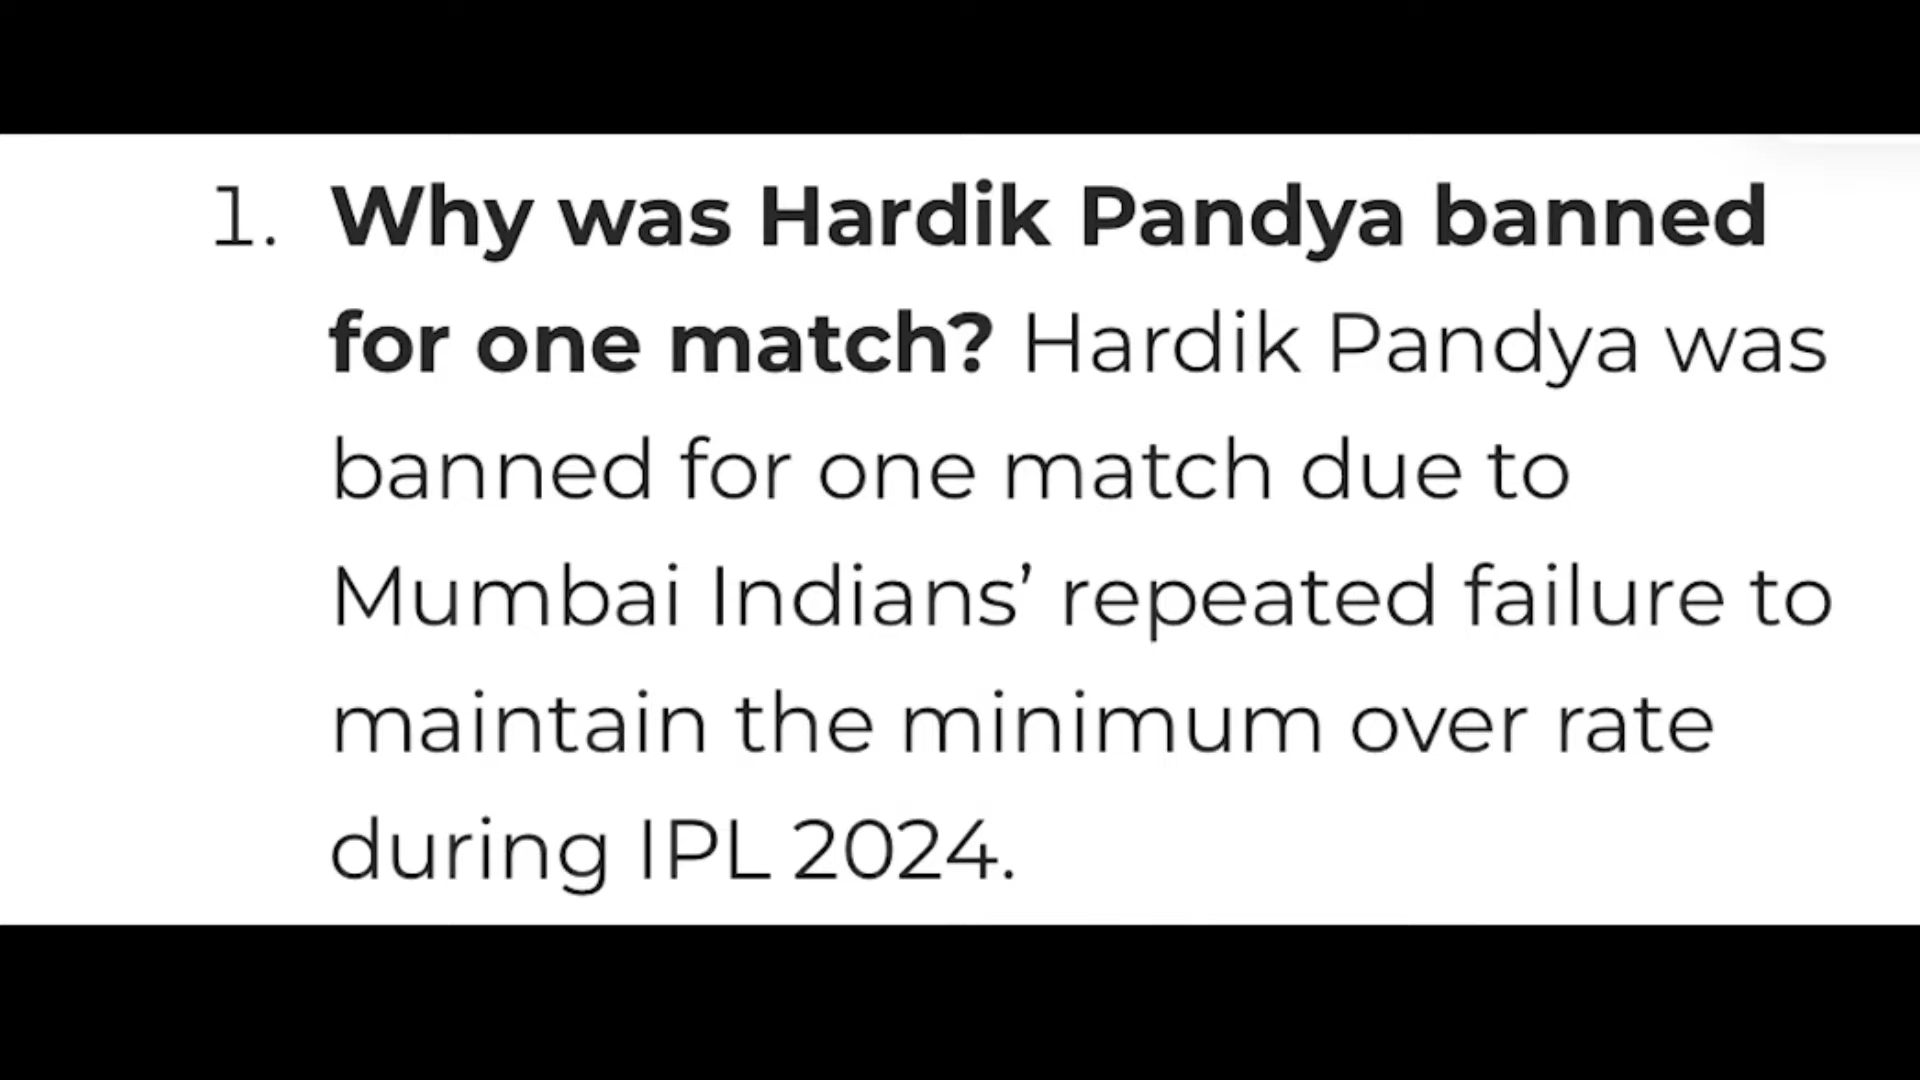 1. Why was Hardik Pandya banned
for one match? Hardik Pandya was
banned for one match due to
Mumbai Indians’ repeated failure to
maintain the minimum over rate
during IPL 2024.